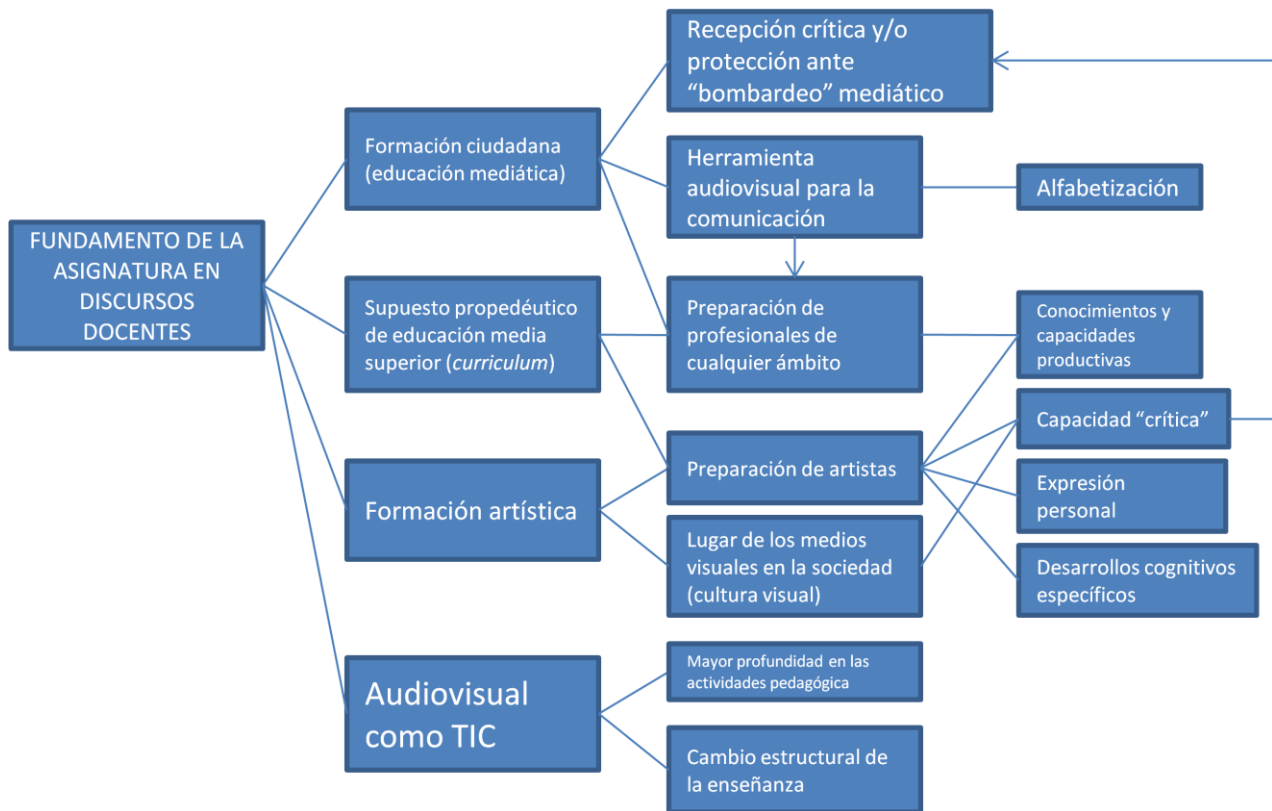 FUNDAMENTO DE LA
ASIGNATURA EN
DISCURSOS
DOCENTES
Formación ciudadana
(educación mediática)
Supuesto propedéutico
de educación media
superior (curriculum)
Formación artística
Audiovisual
como TIC
Recepción crítica y/o
protección ante
“bombardeo” mediático
Herramienta
audiovisual para la
comunicación
Preparación de
profesionales de
cualquier ámbito
Preparación de artistas
Lugar de los medios
visuales en la sociedad
(cultura visual)
Mayor profundidad en las
actividades pedagógica
Cambio estructural de
la enseñanza
Alfabetización
Conocimientos y
capacidades
productivas
Capacidad “crítica”
Expresión
personal
Desarrollos cognitivos
específicos